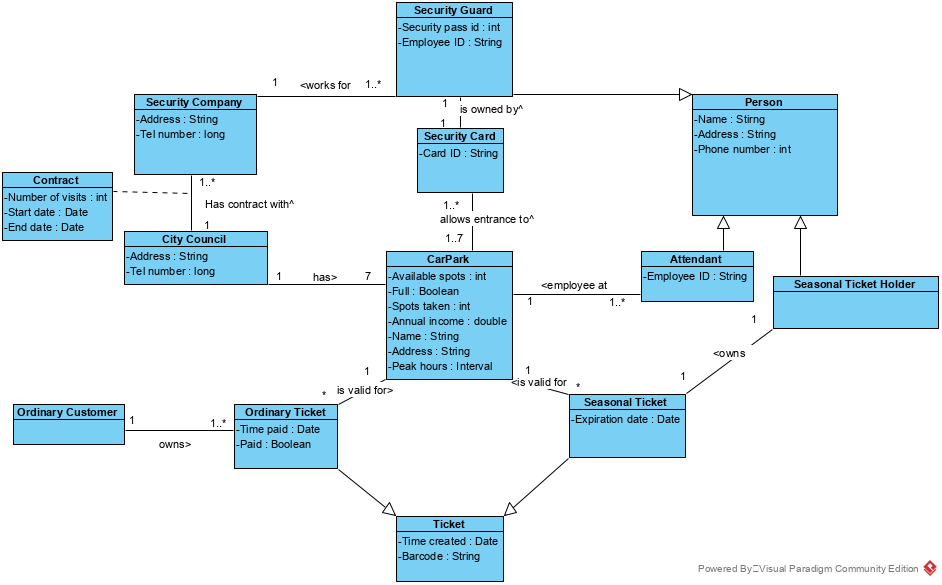 Security Guard
-Security pass id : int
-Employee ID : String
1
<works for
1..*
Security Company
-Address : String
-Tel number : long
1
is owned by^
1
Security Card
-Card ID : String
Person
-Name : Stirng
-Address : String
-Phone number : int
Contract
-Number of visits : int
-Start date : Date
-End date : Date
1..*
Has contract with^
1
City Council
-Address : String
-Tel number : long
1..*
allows entrance to^
1..7
1
has>
7
CarPark
-Available spots : int
-Full : Boolean
-Spots taken : int
-Annual income : double
-Name : String
-Address : String
-Peak hours : Interval
<employee at
1
1..*
Attendant
-Employee ID : String
Seasonal Ticket Holder
1
<owns
1
1
is valid for>
*
1
<is valid for
*
Ordinary Customer
1
owns>
1..*
Ordinary Ticket
-Time paid : Date
-Paid : Boolean
Seasonal Ticket
-Expiration date : Date
Ticket
-Time created : Date
-Barcode : String
Powered By Visual Paradigm Community Edition